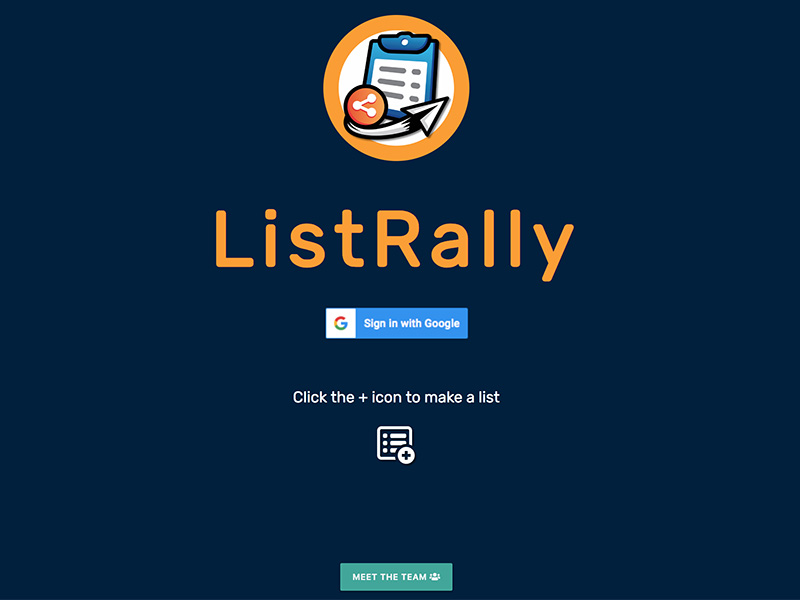 ListRally
Sign in with Google
Click the + icon to make a list
MEET THE TEAM